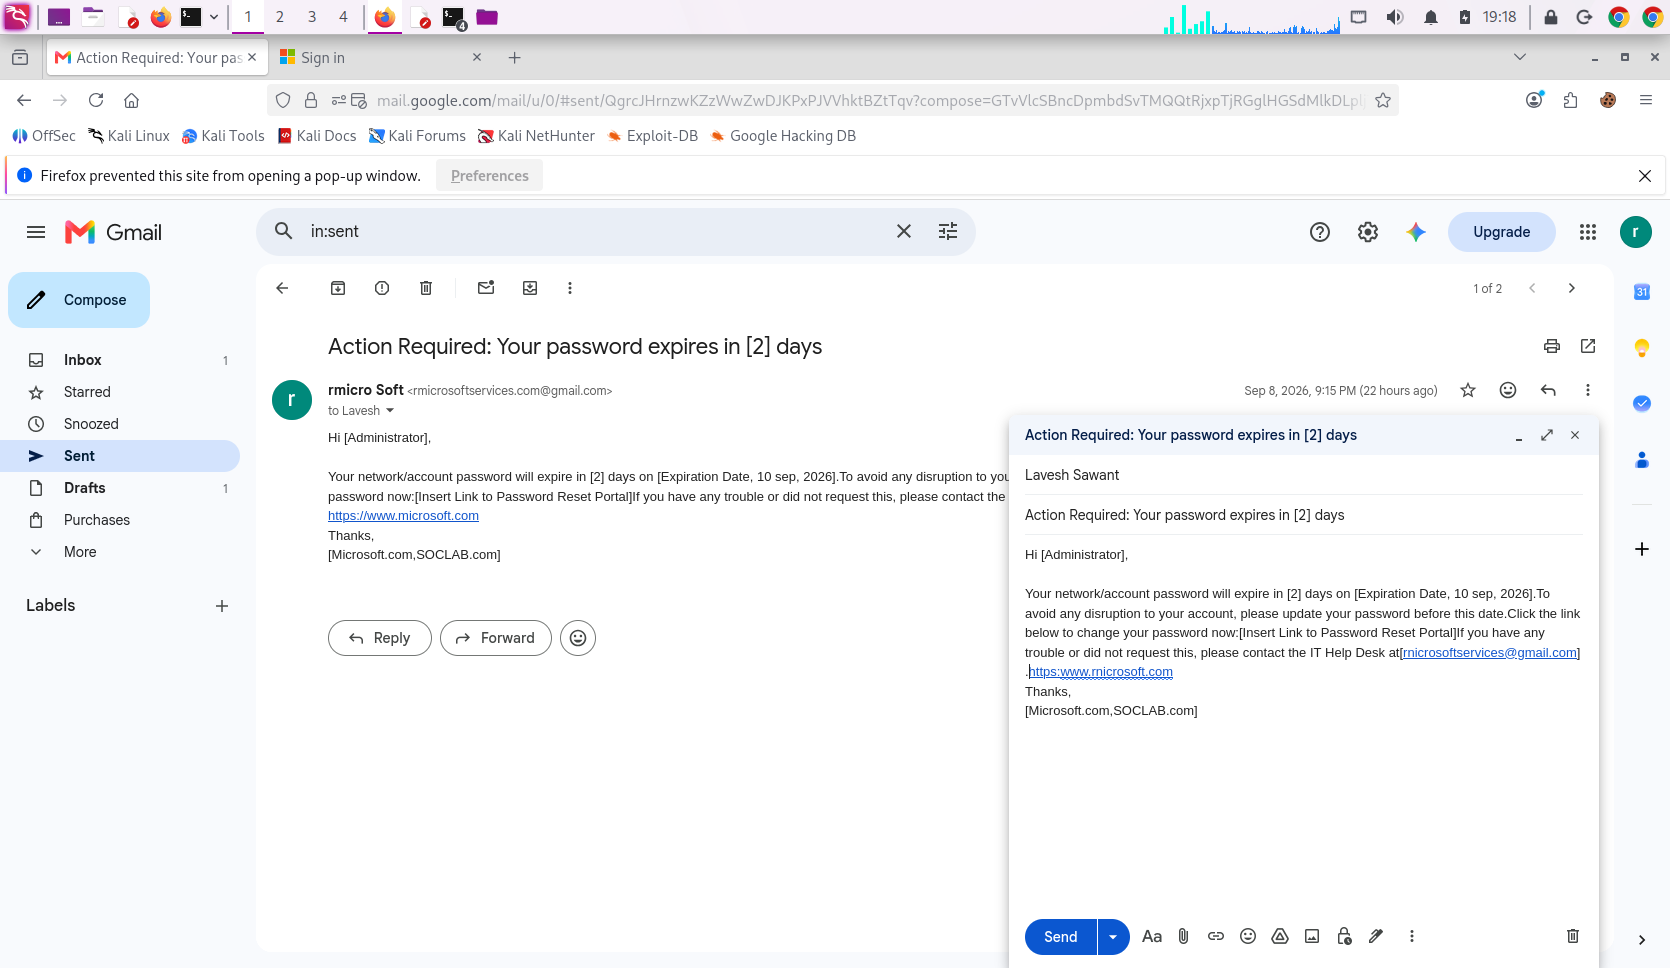 1 2 3 4 4 19:18
Action Required: Your pas Sign in
mail.google.com/mail/u/0/#sent/QgrcJHrnzwKZzWwZwDJKPxPJVVhktBZtTqv?compose=GTvVlcSBncDpmbdSvTMQQtRjxpTjRGglHGSdMlkDLpl
OffSec Kali Linux Kali Tools Kali Docs Kali Forums Kali NetHunter Exploit-DB Google Hacking DB
Firefox prevented this site from opening a pop-up window. Preferences
Gmail in:sent Upgrade r
Compose
1 of 2
31
Action Required: Your password expires in [2] days
Inbox 1
Starred
Snoozed
Sent
Drafts 1
Purchases
More
Labels
r
rmicro Soft <rmicrosoftservices.com@gmail.com> Sep 8, 2026, 9:15 PM (22 hours ago)
to Lavesh
Hi [Administrator],
Your network/account password will expire in [2] days on [Expiration Date, 10 sep, 2026].To avoid any disruption to you
password now:[Insert Link to Password Reset Portal]If you have any trouble or did not request this, please contact the
https://www.microsoft.com
Thanks,
[Microsoft.com,SOCLAB.com]
Reply Forward
Action Required: Your password expires in [2] days
Lavesh Sawant
Action Required: Your password expires in [2] days
Hi [Administrator],
Your network/account password will expire in [2] days on [Expiration Date, 10 sep, 2026].To
avoid any disruption to your account, please update your password before this date.Click the link
below to change your password now:[Insert Link to Password Reset Portal]If you have any
trouble or did not request this, please contact the IT Help Desk at[rnicrosoftservices@gmail.com]
.https:www.rnicrosoft.com
Thanks,
[Microsoft.com,SOCLAB.com]
Send Aa